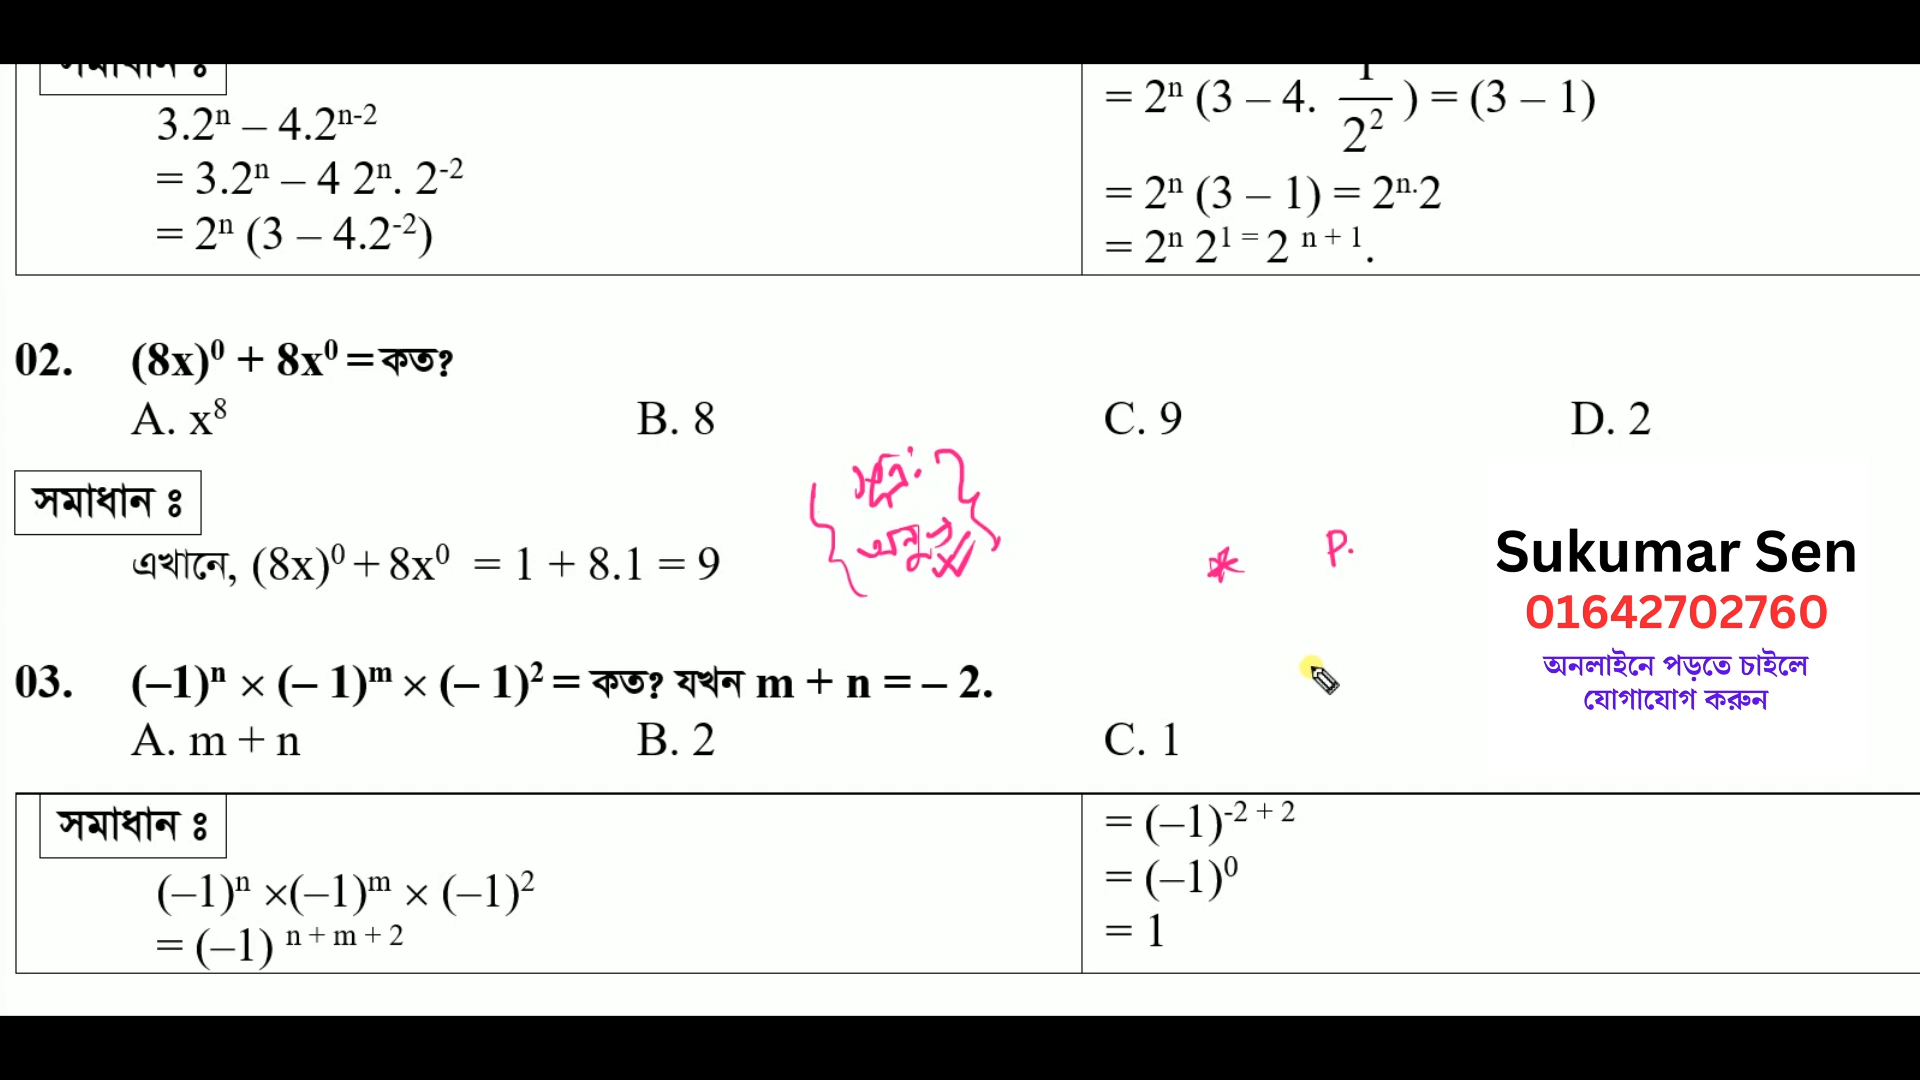 সমাধান ঃ
3.2ⁿ – 4.2ⁿ⁻²
= 3.2ⁿ – 4 2ⁿ. 2⁻²
= 2ⁿ (3 – 4.2⁻²)
= 2ⁿ (3 – 4. 1/2²) = (3 – 1)
= 2ⁿ (3 – 1) = 2ⁿ·2
= 2ⁿ 2¹ ⁼ 2 ⁿ ⁺ ¹.
02. (8x)⁰ + 8x⁰ = কত?
A. x⁸ B. 8 C. 9 D. 2
সমাধান ঃ
এখানে, (8x)⁰ + 8x⁰ = 1 + 8.1 = 9
P.
Sukumar Sen
01642702760
অনলাইনে পড়তে চাইলে
যোগাযোগ করুন
03. (–1)ⁿ × (– 1)ᵐ × (– 1)² = কত? যখন m + n = – 2.
A. m + n B. 2 C. 1
সমাধান ঃ
(–1)ⁿ ×(–1)ᵐ × (–1)²
= (–1) ⁿ ⁺ ᵐ ⁺ ²
= (–1)⁻² ⁺ ²
= (–1)⁰
= 1